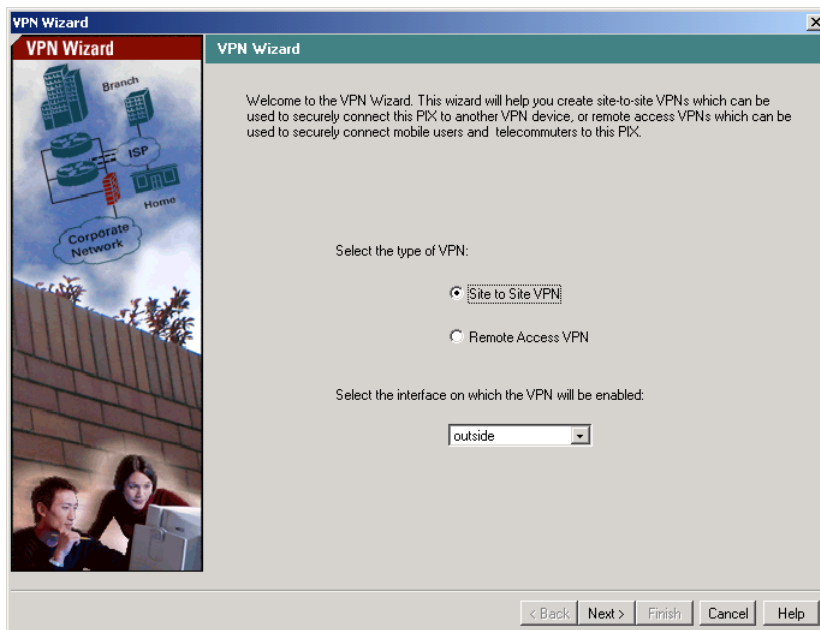 VPN Wizard
VPN Wizard
VPN Wizard
Branch
ISP
Home
Corporate
Network
Welcome to the VPN Wizard. This wizard will help you create site-to-site VPNs which can be
used to securely connect this PIX to another VPN device, or remote access VPNs which can be
used to securely connect mobile users and telecommuters to this PIX.
Select the type of VPN:
Site to Site VPN
Remote Access VPN
Select the interface on which the VPN will be enabled:
outside
< Back
Next >
Finish
Cancel
Help